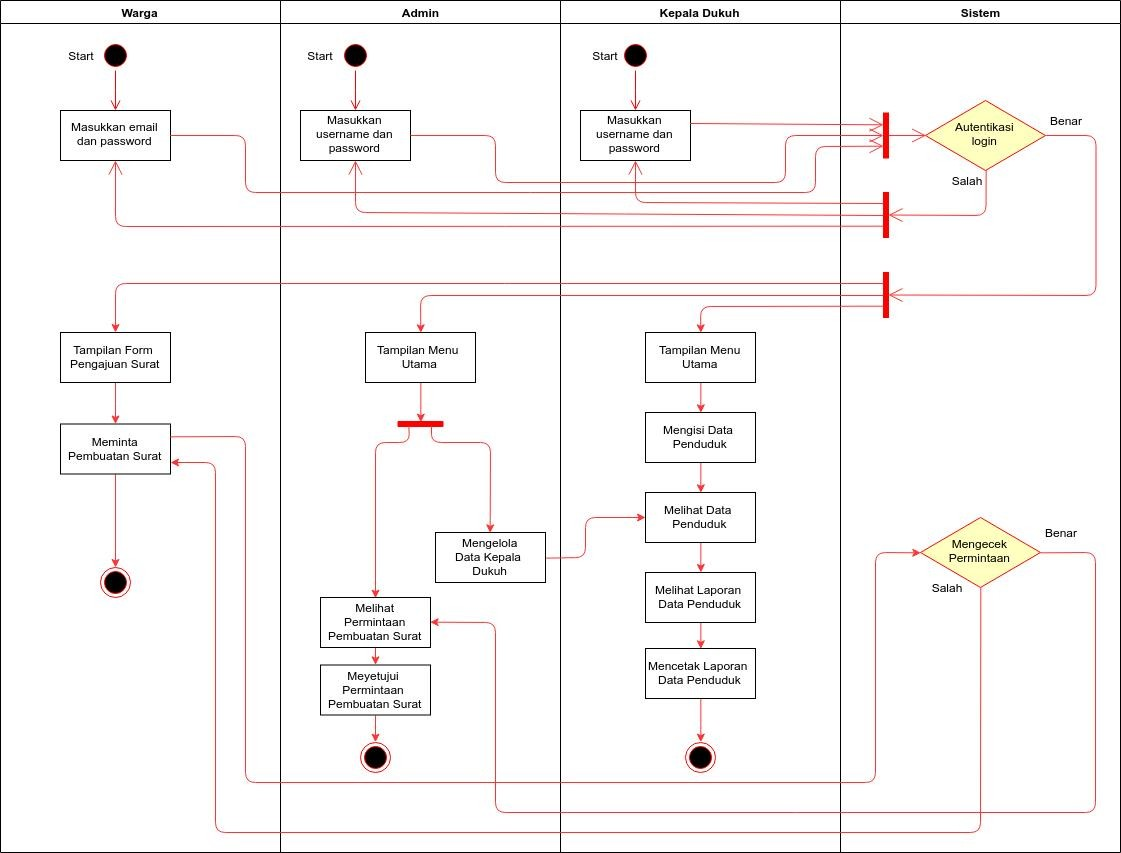 Warga
Admin
Kepala Dukuh
Sistem
Start
Start
Start
Masukkan email
dan password
Masukkan
username dan
password
Masukkan
username dan
password
Autentikasi
login
Benar
Salah
Tampilan Form
Pengajuan Surat
Tampilan Menu
Utama
Tampilan Menu
Utama
Meminta
Pembuatan Surat
Mengisi Data
Penduduk
Melihat Data
Penduduk
Mengelola
Data Kepala
Dukuh
Mengecek
Permintaan
Benar
Salah
Melihat
Permintaan
Pembuatan Surat
Melihat Laporan
Data Penduduk
Meyetujui
Permintaan
Pembuatan Surat
Mencetak Laporan
Data Penduduk